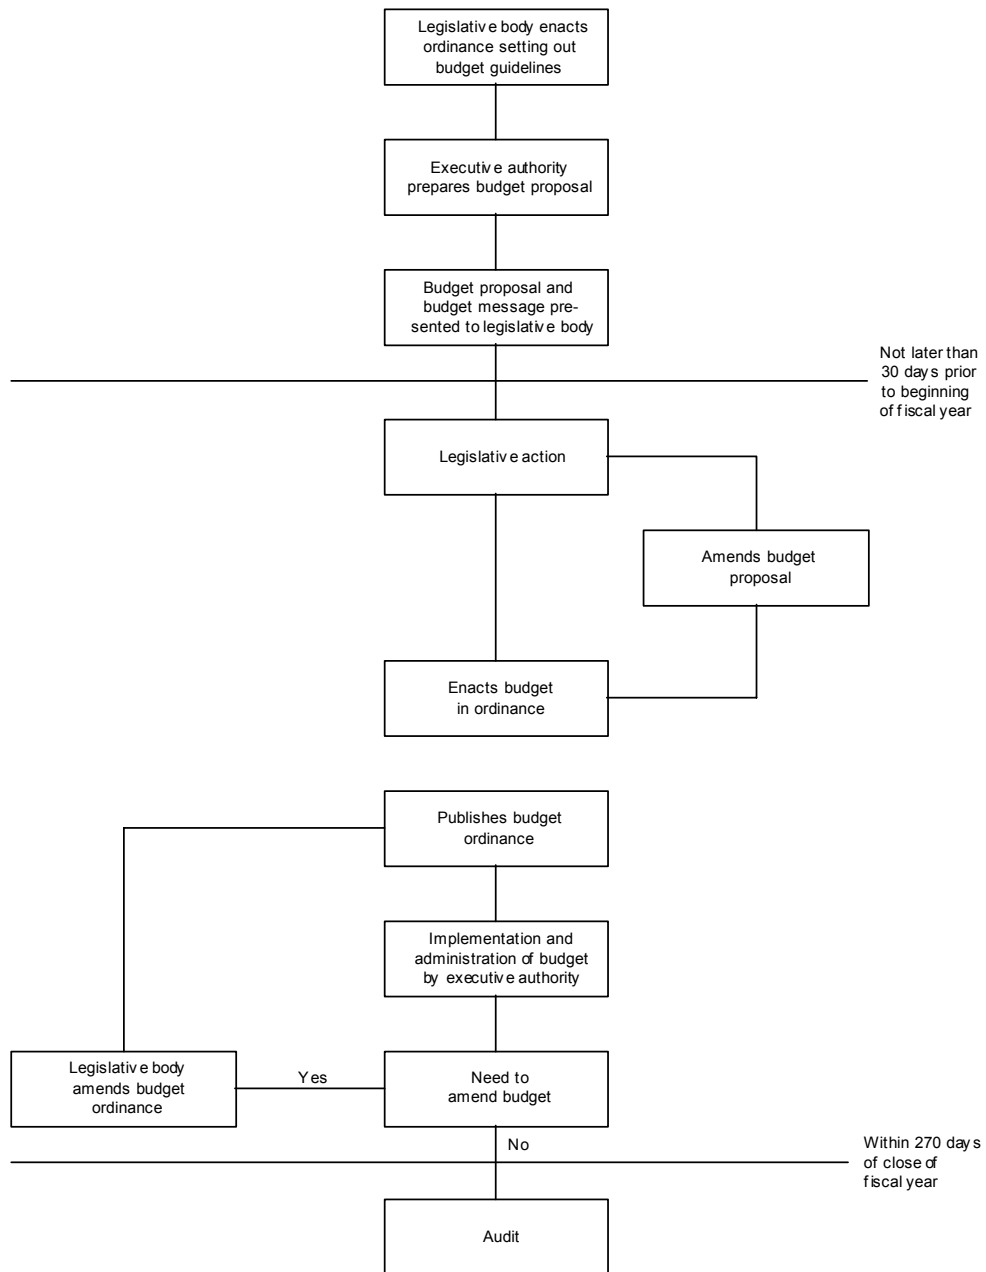 Legislative body enacts
ordinance setting out
budget guidelines
Executive authority
prepares budget proposal
Budget proposal and
budget message pre-
sented to legislative body
Not later than
30 days prior
to beginning
of fiscal year
Legislative action
Amends budget
proposal
Enacts budget
in ordinance
Publishes budget
ordinance
Implementation and
administration of budget
by executive authority
Legislative body
amends budget
ordinance
Yes
Need to
amend budget
No
Within 270 days
of close of
fiscal year
Audit